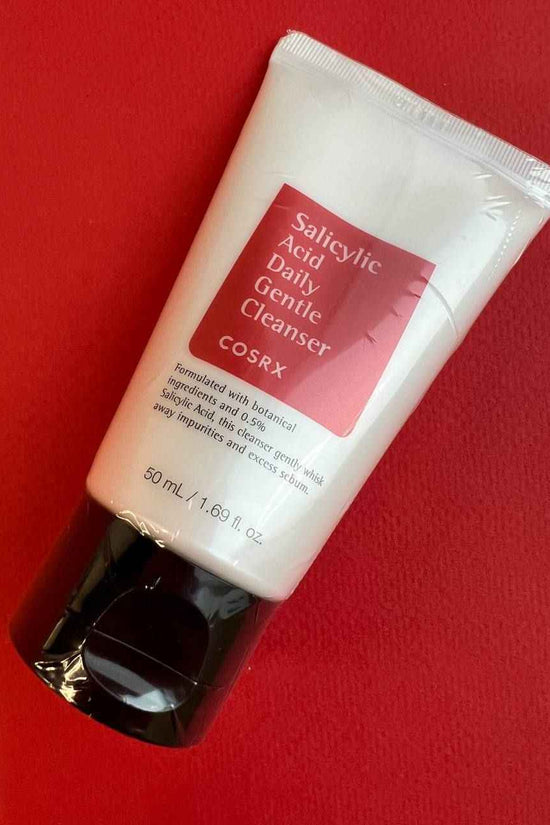 Salicylic
Acid
Daily
Gentle
Cleanser
COSRX
Formulated with botanical
ingredients and 0.5%
Salicylic Acid, this cleanser gently whisk
away impurities and excess sebum.
50 mL / 1.69 fl. oz.